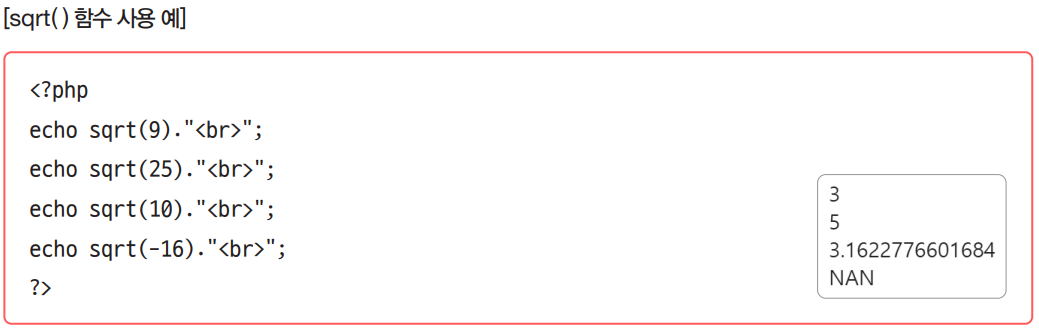 [sqrt( ) 함수 사용 예]
<?php
echo sqrt(9)."<br>";
echo sqrt(25)."<br>";
echo sqrt(10)."<br>";
echo sqrt(-16)."<br>";
?>
3
5
3.1622776601684
NAN